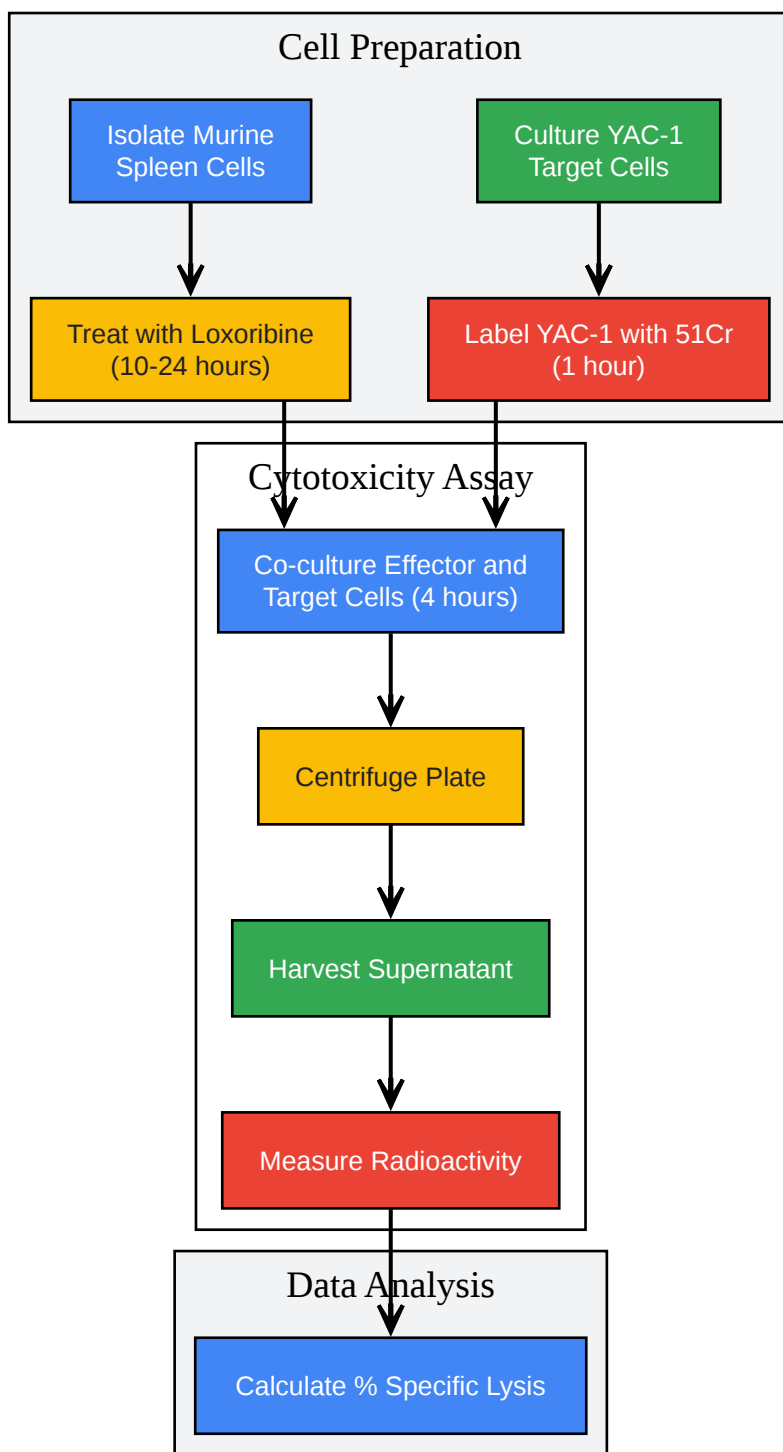 Cell Preparation
Isolate Murine
Spleen Cells
Culture YAC-1
Target Cells
Treat with Loxoribine
(10-24 hours)
Label YAC-1 with 51Cr
(1 hour)
Cytotoxicity Assay
Co-culture Effector and
Target Cells (4 hours)
Centrifuge Plate
Harvest Supernatant
Measure Radioactivity
Data Analysis
Calculate % Specific Lysis